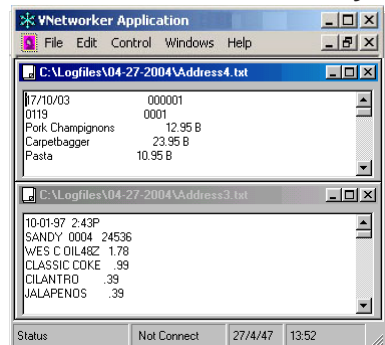 VNetworker Application
File Edit Control Windows Help
C:\Logfiles\04-27-2004\Address4.txt
17/10/03 000001
0119 0001
Pork Champignons 12.95 B
Carpetbagger 23.95 B
Pasta 10.95 B
C:\Logfiles\04-27-2004\Address3.txt
10-01-97 2:43P
SANDY 0004 24536
WES C OIL48Z 1.78
CLASSIC COKE .99
CILANTRO .39
JALAPENOS .39
Status Not Connect 27/4/47 13:52